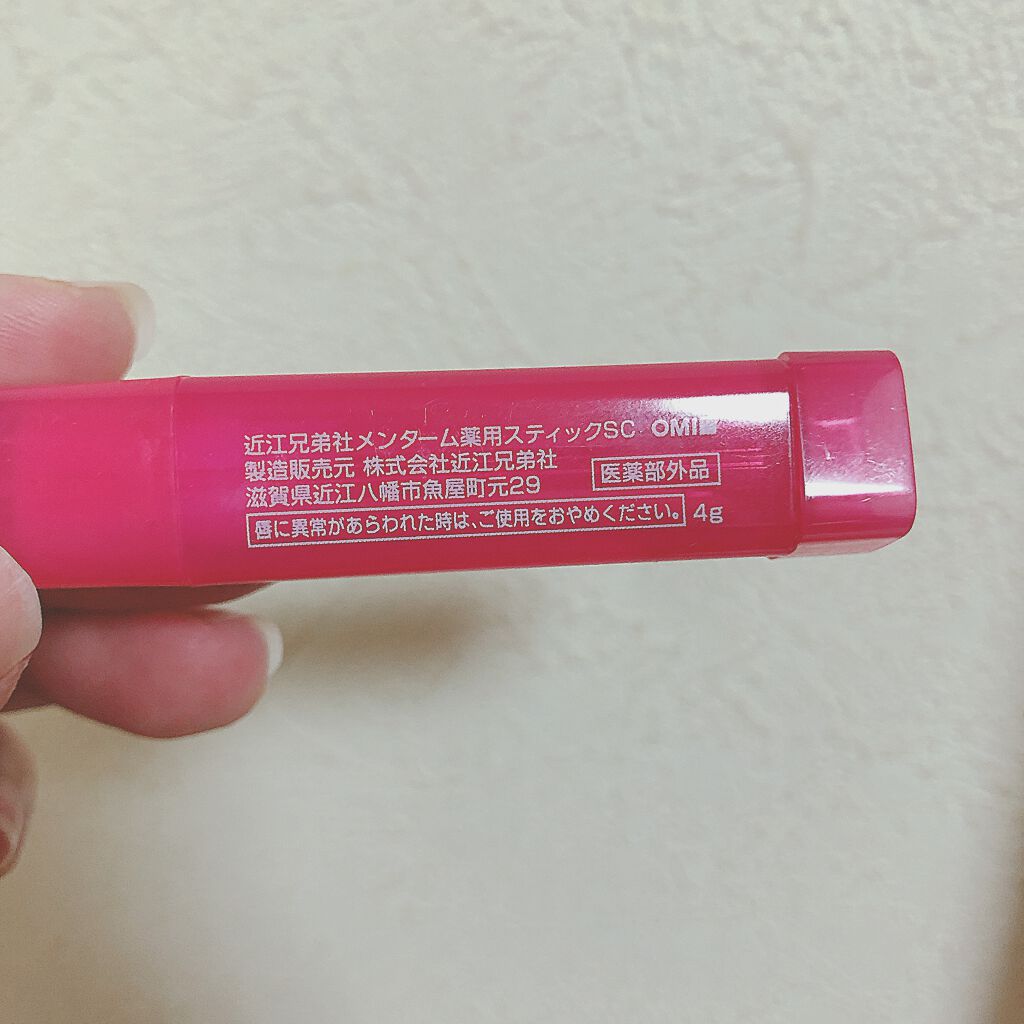 近江兄弟社メンターム薬用スティックSC OMI
製造販売元 株式会社近江兄弟社 医薬部外品
滋賀県近江八幡市魚屋町元29
唇に異常があらわれた時は、ご使用をおやめください。 4g